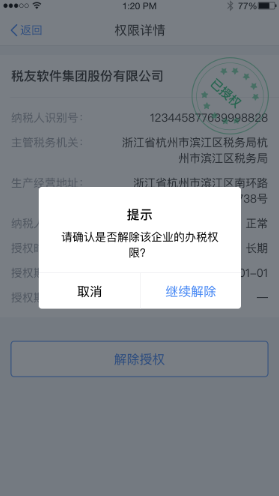 1:20 PM 77%
返回 权限详情
税友软件集团股份有限公司
已授权
纳税人识别号: 123445877639998828
主管税务机关: 浙江省杭州市滨江区税务局杭
州市滨江区税务局
生产经营地址: 浙江省杭州市滨江区南环路
738号
纳税人 正常
授权 长期
授权 01-01
授权 —
提示
请确认是否解除该企业的办税权
限?
取消 继续解除
解除授权